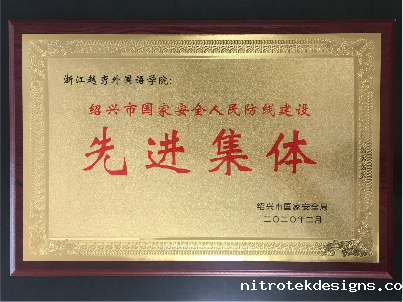 浙江越秀外国语学院:
绍兴市国家安全人民防线建设
先进集体
绍兴市国家安全局
二〇二〇年二月
nitrotekdesigns.co